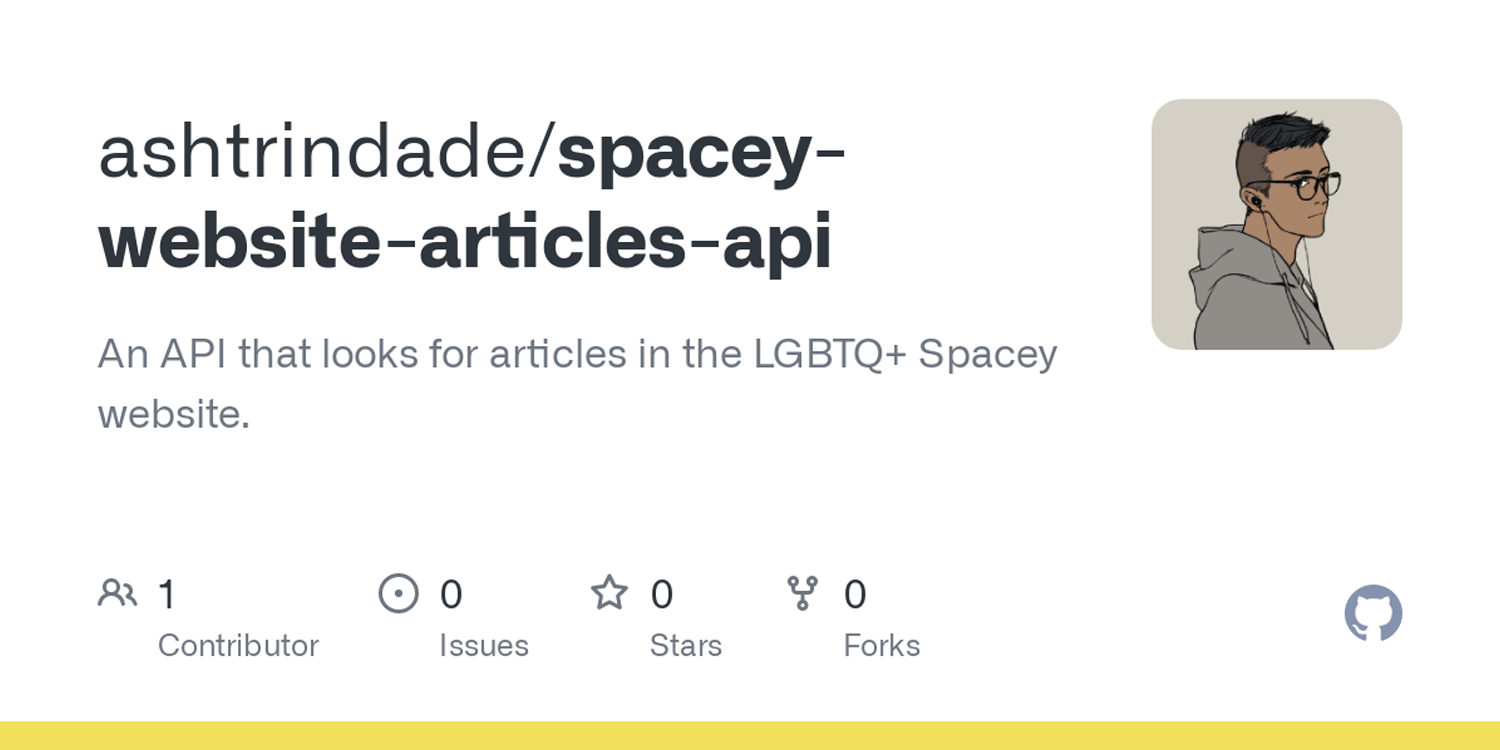 ashtrindade/spacey-
website-articles-api
An API that looks for articles in the LGBTQ+ Spacey
website.
1 0 0 0
Contributor Issues Stars Forks